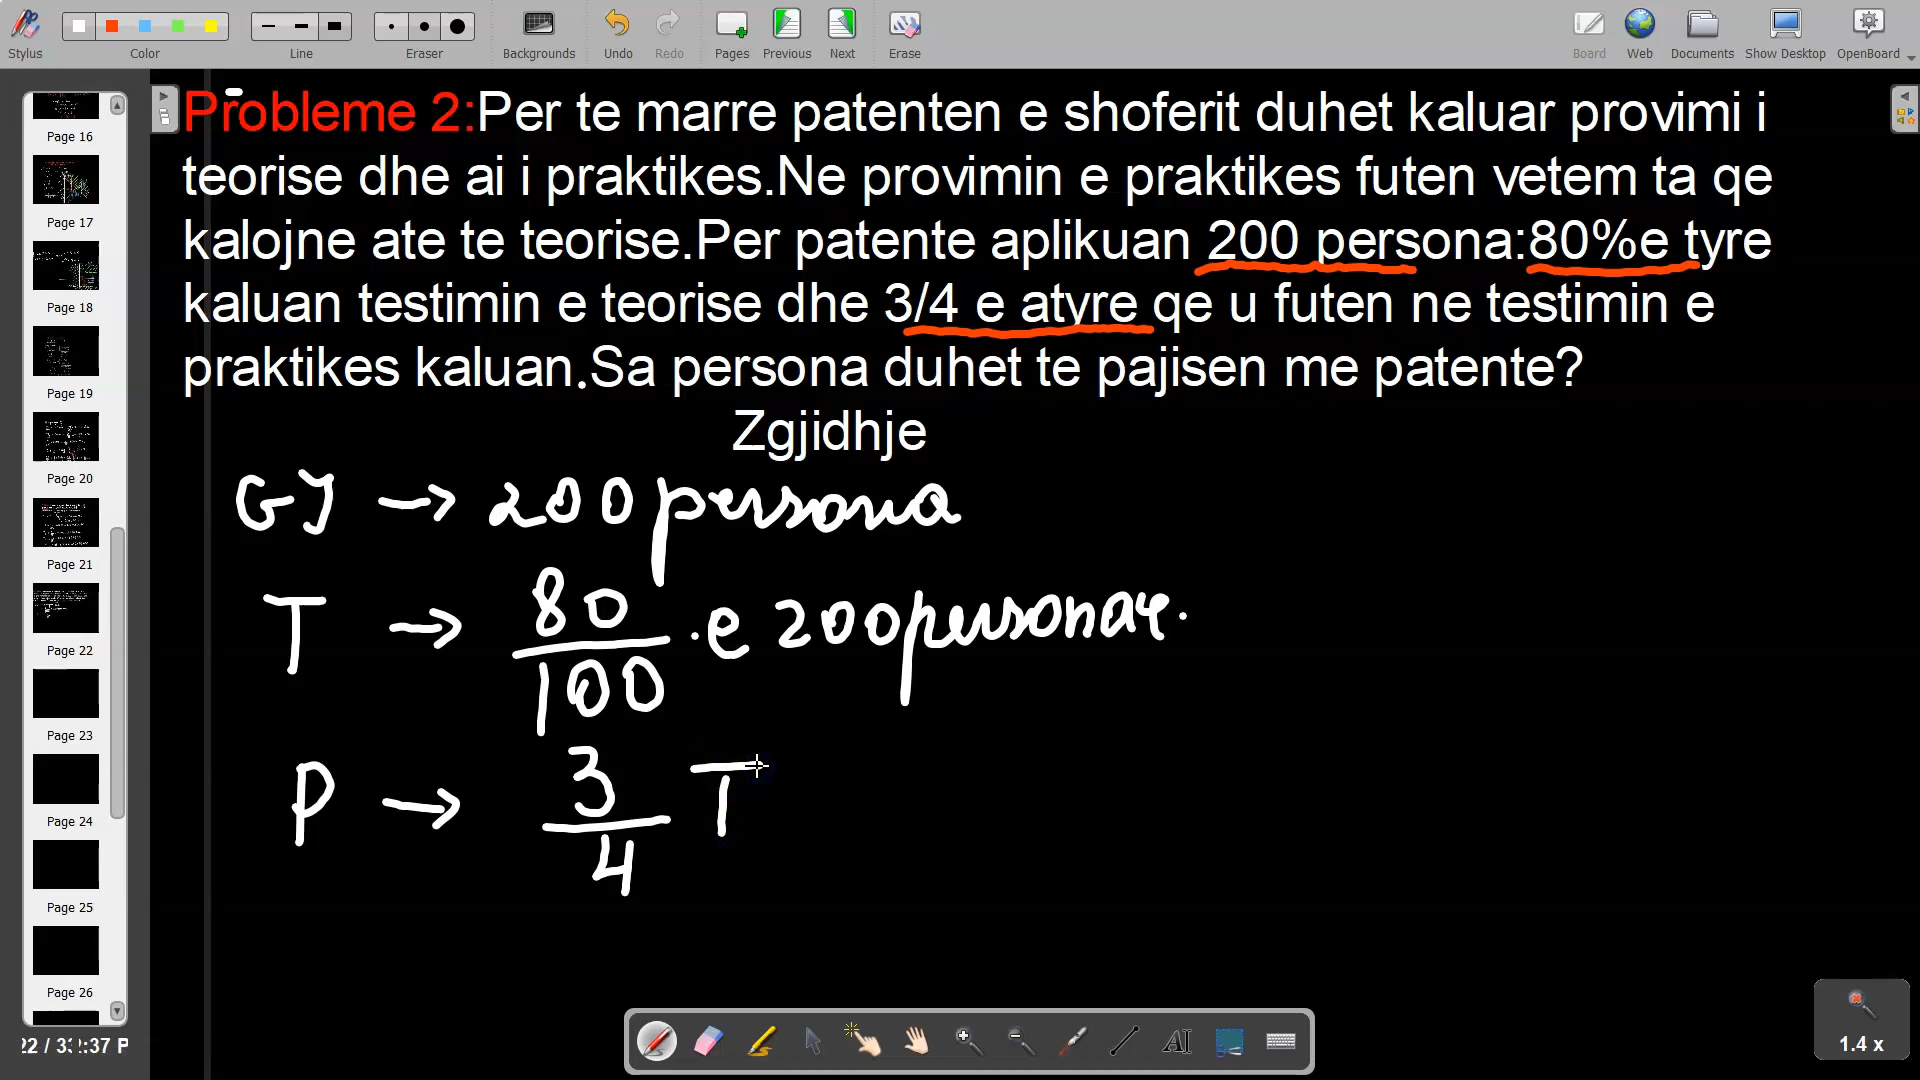 Stylus Color Line Eraser Backgrounds Undo Redo Pages Previous Next Erase Board Web Documents Show Desktop OpenBoard
Page 16
Page 17
Page 18
Page 19
Page 20
Page 21
Page 22
Page 23
Page 24
Page 25
Page 26
Probleme 2:Per te marre patenten e shoferit duhet kaluar provimi i
teorise dhe ai i praktikes.Ne provimin e praktikes futen vetem ta qe
kalojne ate te teorise.Per patente aplikuan 200 persona:80%e tyre
kaluan testimin e teorise dhe 3/4 e atyre qe u futen ne testimin e
praktikes kaluan.Sa persona duhet te pajisen me patente?
Zgjidhje
GJ → 200 persona
T → 80/100 · e 200 personave.
P → 3/4 T
1.4 x